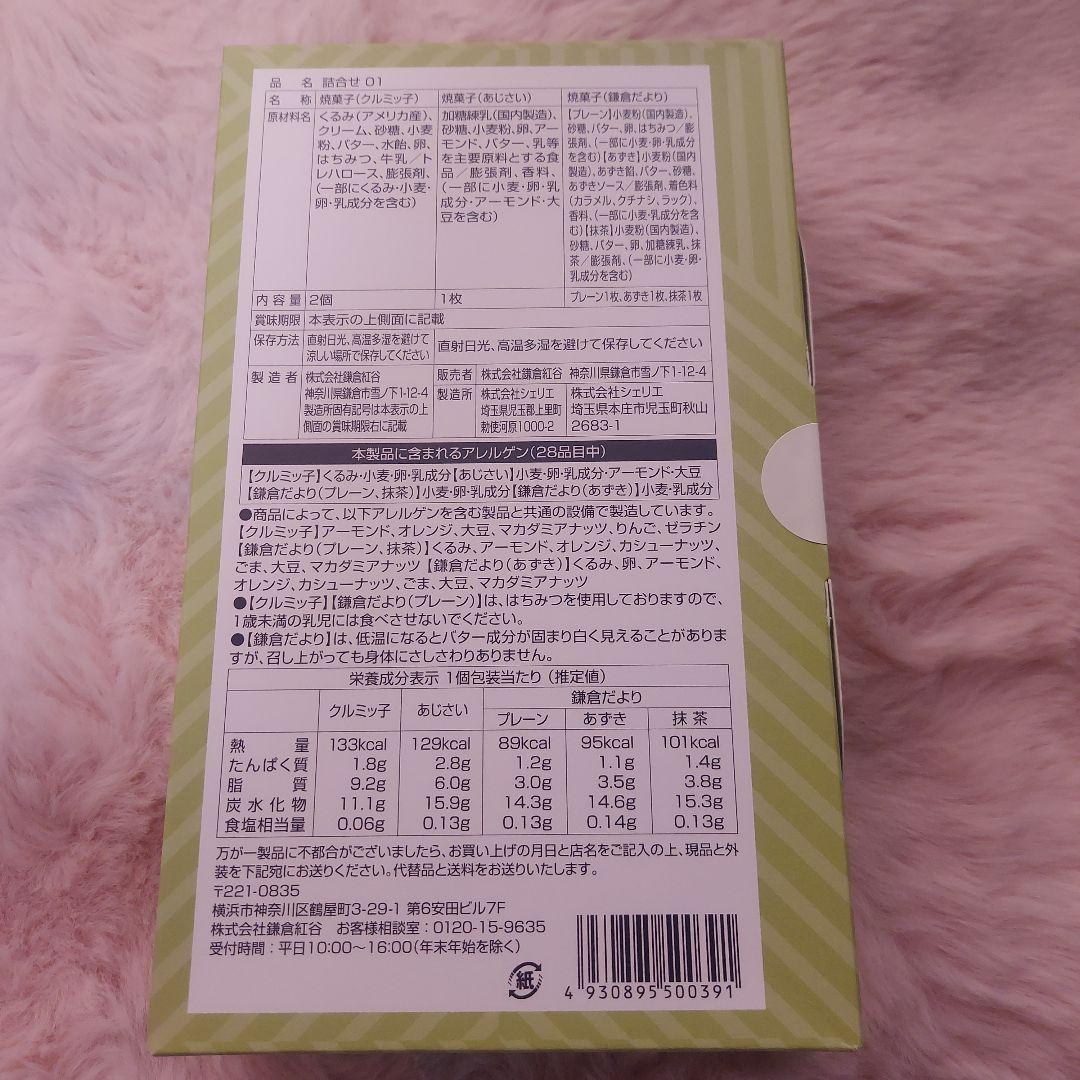 品名 詰合せ 01
名称 焼菓子(クルミッ子) 焼菓子(あじさい) 焼菓子(鎌倉だより)
原材料名
くるみ(アメリカ産)、
クリーム、砂糖、小麦
粉、バター、水飴、卵、
はちみつ、牛乳／ト
レハロース、膨張剤、
(一部にくるみ・小麦・
卵・乳成分を含む)
加糖練乳(国内製造)、
砂糖、小麦粉、卵、アー
モンド、バター、乳等
を主要原料とする食
品／膨張剤、香料、
(一部に小麦・卵・乳
成分・アーモンド・大
豆を含む)
【プレーン】小麦粉(国内製造)、
砂糖、バター、卵、はちみつ／膨
張剤、(一部に小麦・卵・乳成分
を含む)【あずき】小麦粉(国内
製造)、あずき餡、バター、砂糖、
あずきソース／膨張剤、着色料
(カラメル、クチナシ、ラック)、
香料、(一部に小麦・乳成分を含
む)【抹茶】小麦粉(国内製造)、
砂糖、バター、卵、加糖練乳、抹
茶／膨張剤、(一部に小麦・卵・
乳成分を含む)
内容量 2個 1枚 プレーン1枚、あずき1枚、抹茶1枚
賞味期限 本表示の上側面に記載
保存方法
直射日光、高温多湿を避けて
涼しい場所で保存してください
直射日光、高温多湿を避けて保存してください
製造者
株式会社鎌倉紅谷
神奈川県鎌倉市雪ノ下1-12-4
製造所固有記号は本表示の上
側面の賞味期限右に記載
販売者 株式会社鎌倉紅谷 神奈川県鎌倉市雪ノ下1-12-4
製造所
株式会社シェリエ
埼玉県児玉郡上里町
勅使河原1000-2
株式会社シェリエ
埼玉県本庄市児玉町秋山
2683-1
本製品に含まれるアレルゲン(28品目中)
【クルミッ子】くるみ・小麦・卵・乳成分【あじさい】小麦・卵・乳成分・アーモンド・大豆
【鎌倉だより(プレーン、抹茶)】小麦・卵・乳成分【鎌倉だより(あずき)】小麦・乳成分
●商品によって、以下アレルゲンを含む製品と共通の設備で製造しています。
【クルミッ子】アーモンド、オレンジ、大豆、マカダミアナッツ、りんご、ゼラチン
【鎌倉だより(プレーン、抹茶)】くるみ、アーモンド、オレンジ、カシューナッツ、
ごま、大豆、マカダミアナッツ【鎌倉だより(あずき)】くるみ、卵、アーモンド、
オレンジ、カシューナッツ、ごま、大豆、マカダミアナッツ
●【クルミッ子】【鎌倉だより(プレーン)】は、はちみつを使用しておりますので、
1歳未満の乳児には食べさせないでください。
●【鎌倉だより】は、低温になるとバター成分が固まり白く見えることがありま
すが、召し上がっても身体にさしさわりありません。
栄養成分表示 1個包装当たり(推定値)
クルミッ子 あじさい 鎌倉だより
プレーン あずき 抹茶
熱量 133kcal 129kcal 89kcal 95kcal 101kcal
たんぱく質 1.8g 2.8g 1.2g 1.1g 1.4g
脂質 9.2g 6.0g 3.0g 3.5g 3.8g
炭水化物 11.1g 15.9g 14.3g 14.6g 15.3g
食塩相当量 0.06g 0.13g 0.13g 0.14g 0.13g
万が一製品に不都合がございましたら、お買い上げの月日と店名をご記入の上、現品と外
装を下記宛にお送りください。代替品と送料をお送りいたします。
〒221-0835
横浜市神奈川区鶴屋町3-29-1 第6安田ビル7F
株式会社鎌倉紅谷 お客様相談室：0120-15-9635
受付時間：平日10:00〜16:00(年末年始を除く)
紙
4 930895 500391